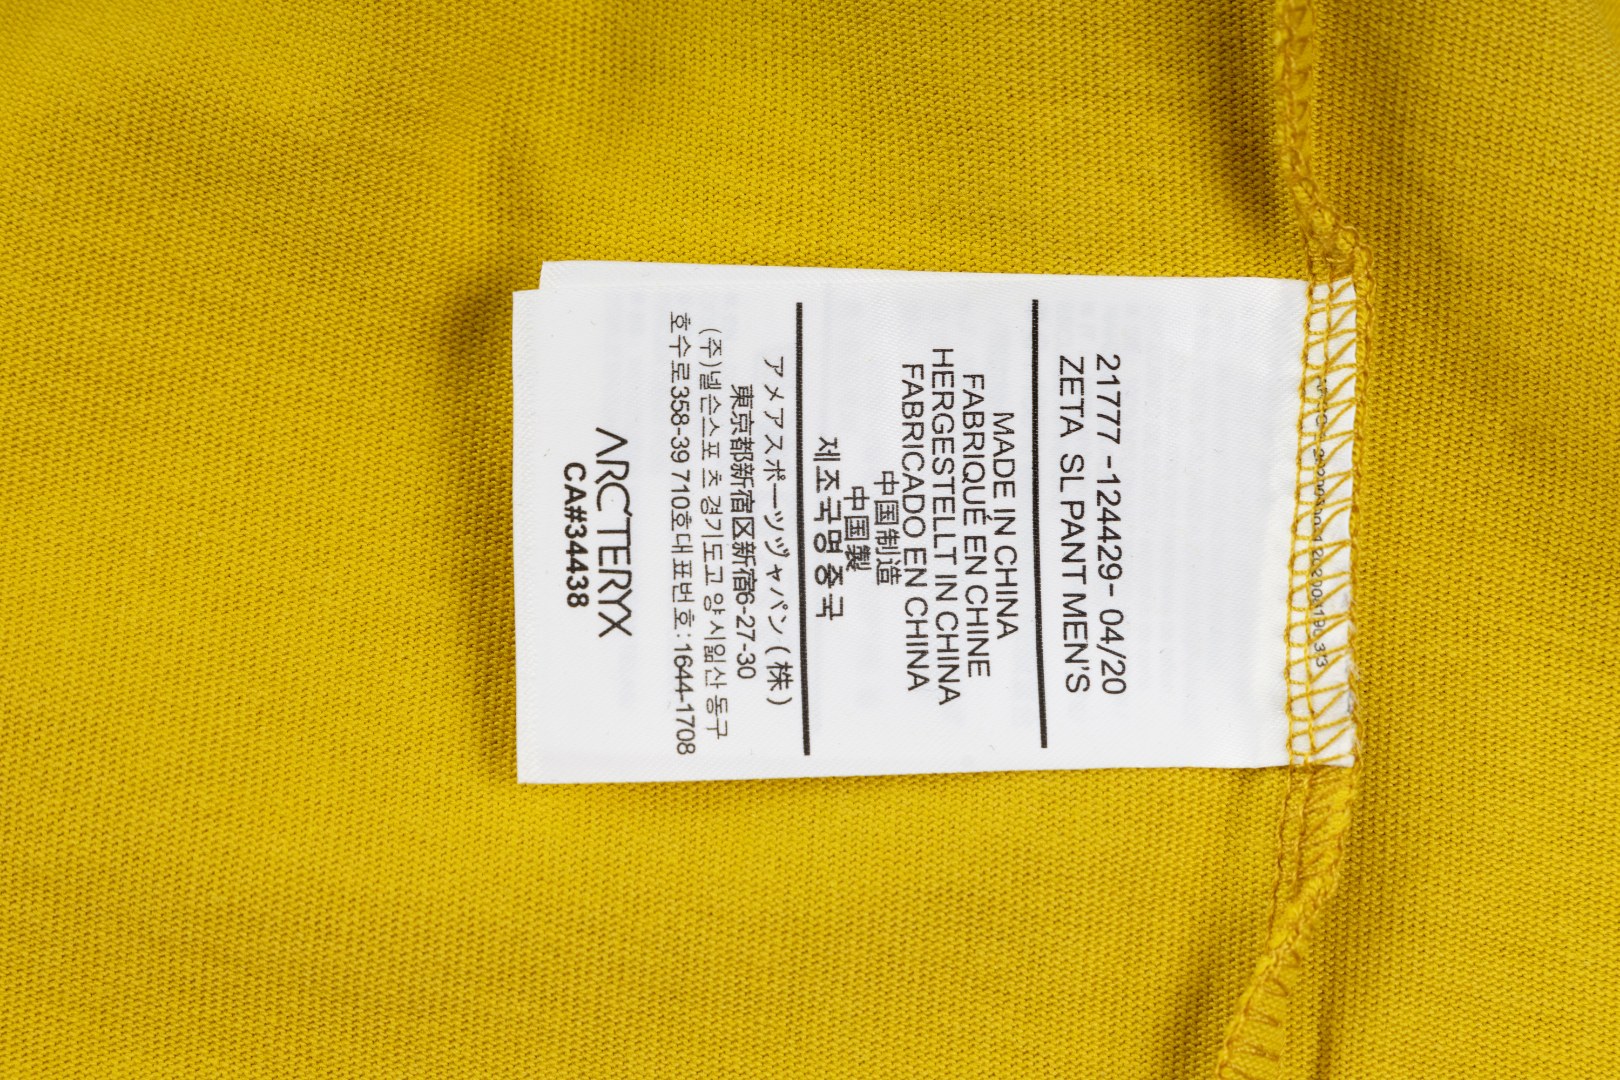 21777 -124429- 04/20
ZETA SL PANT MEN'S
MADE IN CHINA
FABRIQUÉ EN CHINE
HERGESTELLT IN CHINA
FABRICADO EN CHINA
中国制造
中国製
제조국명 중국
アメアスポーツジャパン(株)
東京都新宿区新宿6-27-30
(주)넬슨스포츠 경기도고양시일산동구
호수로358-39 710호대표번호:1644-1708
ARC'TERYX
CA#34438